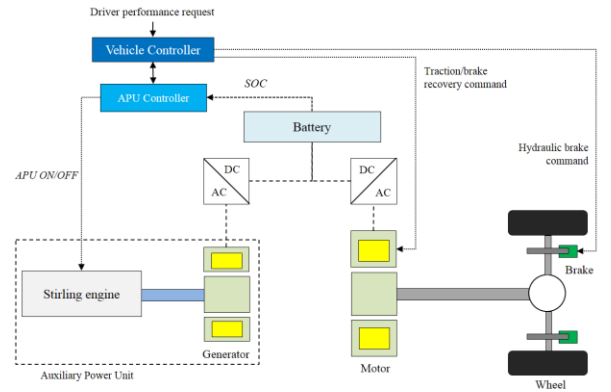 Driver performance request
Vehicle Controller
APU Controller
SOC
Battery
Traction/brake
recovery command
Hydraulic brake
command
APU ON/OFF
DC
AC
DC
AC
Stirling engine
Generator
Auxiliary Power Unit
Motor
Brake
Wheel